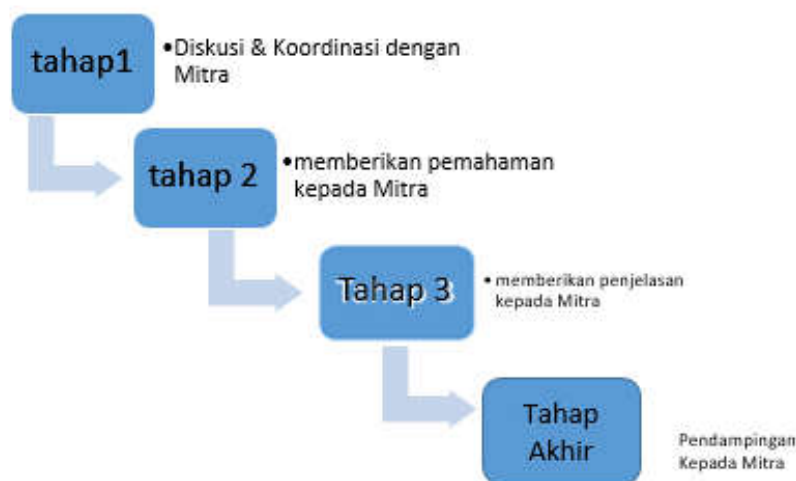 tahap1
•Diskusi & Koordinasi dengan
Mitra
tahap 2
•memberikan pemahaman
kepada Mitra
Tahap 3
• memberikan penjelasan
kepada Mitra
Tahap
Akhir
Pendampingan
Kepada Mitra